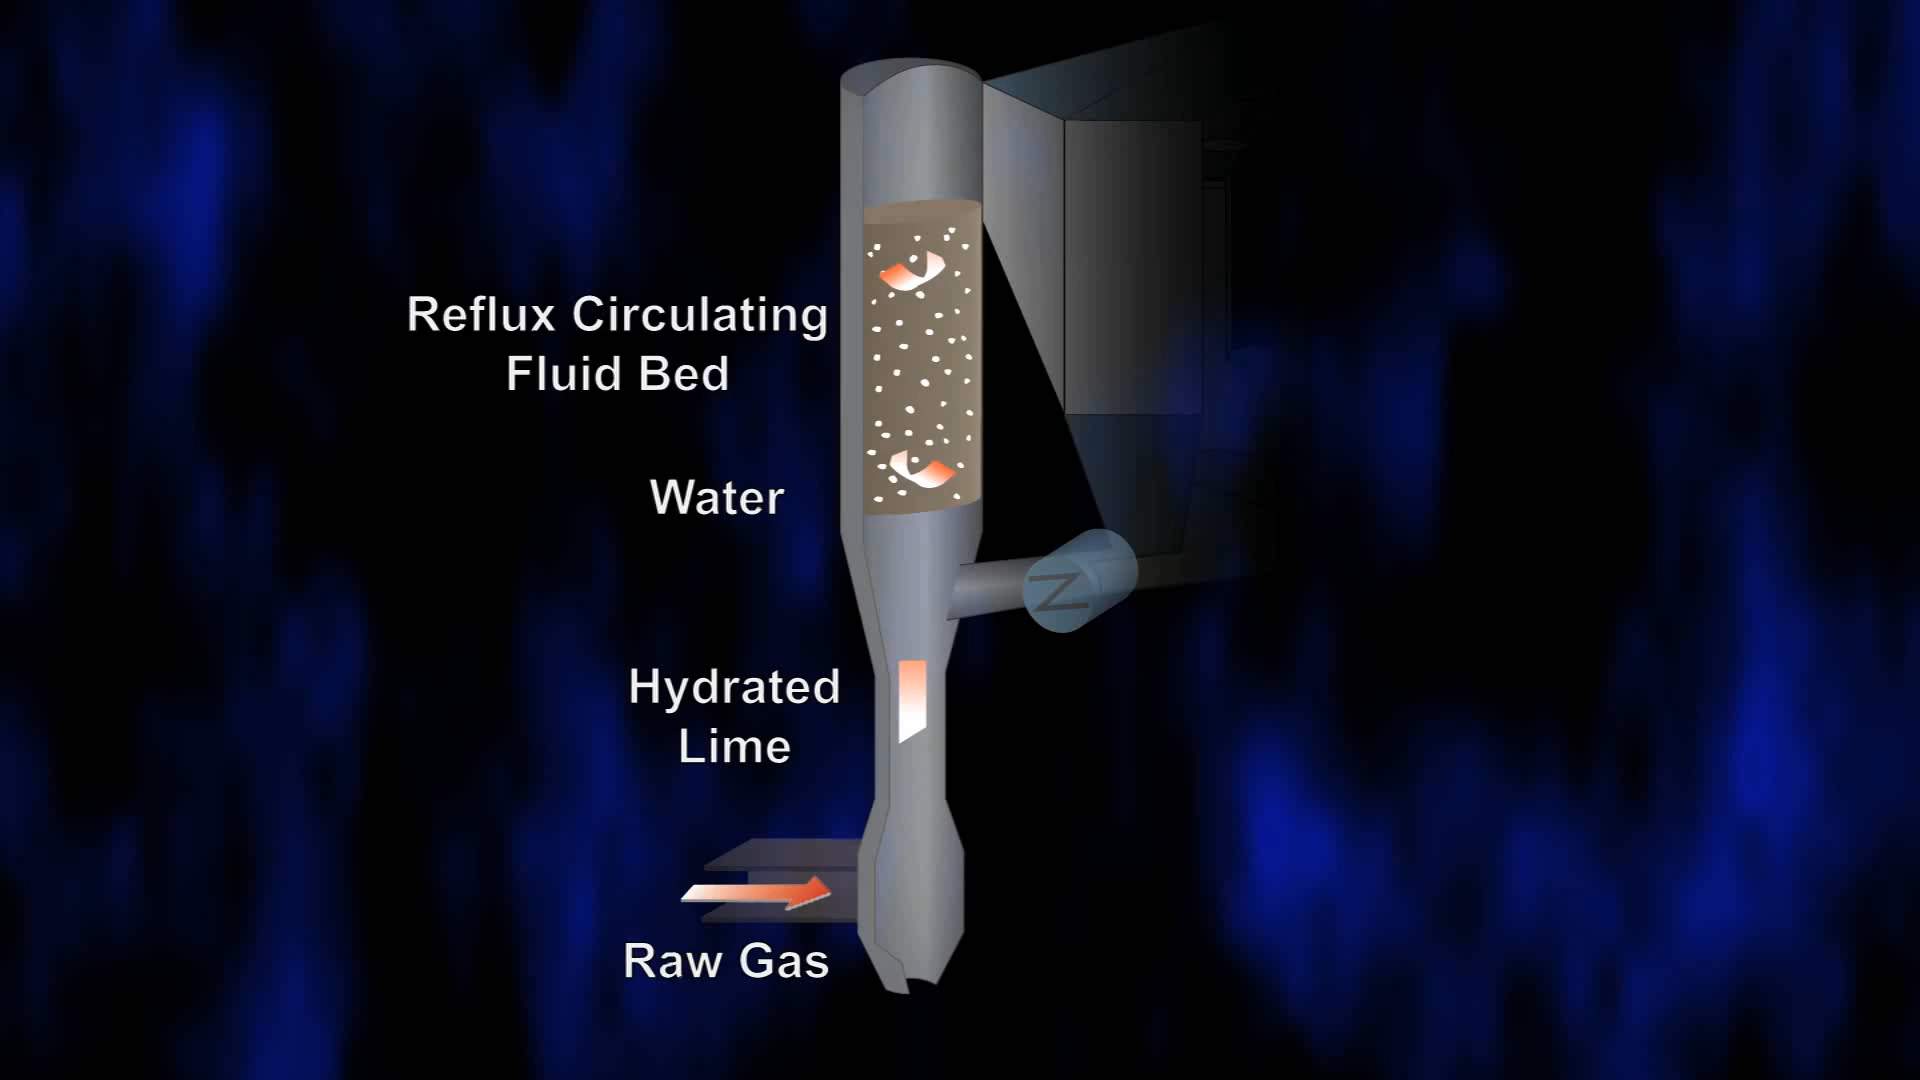 Reflux Circulating
Fluid Bed
Water
Hydrated
Lime
Raw Gas